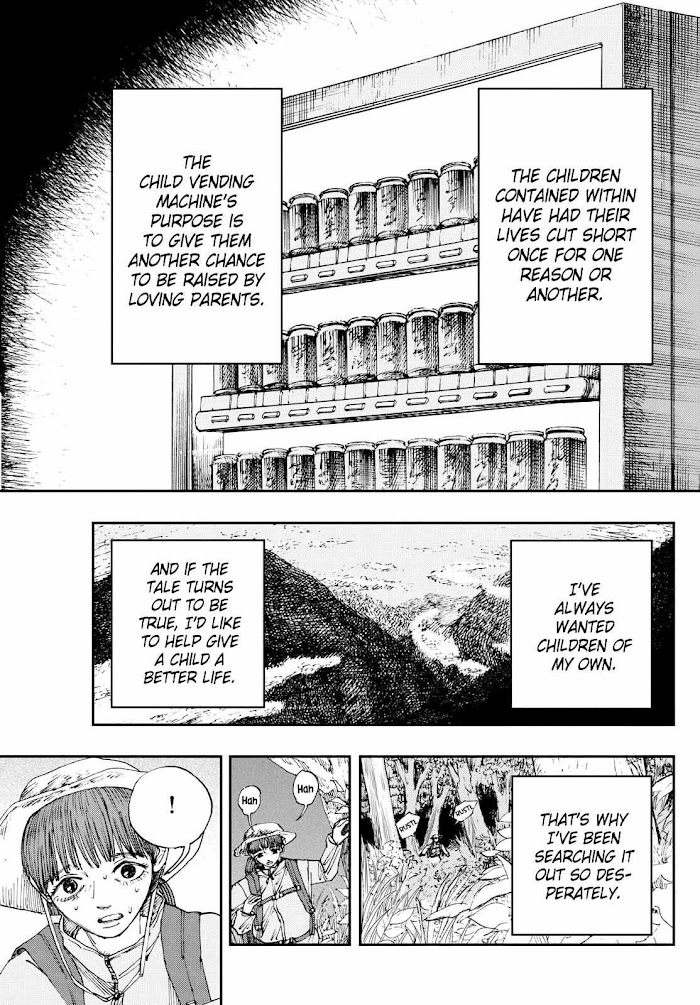 THE CHILDREN
CONTAINED WITHIN
HAVE HAD THEIR
LIVES CUT SHORT
ONCE FOR ONE
REASON OR
ANOTHER.
THE
CHILD VENDING
MACHINE'S
PURPOSE IS
TO GIVE THEM
ANOTHER CHANCE
TO BE RAISED BY
LOVING PARENTS.
I'VE
ALWAYS
WANTED
CHILDREN OF
MY OWN.
AND IF THE
TALE TURNS
OUT TO BE
TRUE, I'D LIKE
TO HELP GIVE
A CHILD A
BETTER LIFE.
THAT'S WHY
I'VE BEEN
SEARCHING IT
OUT SO DES-
PERATELY.
RUSTL
RUSTL
Hah
Hah
!